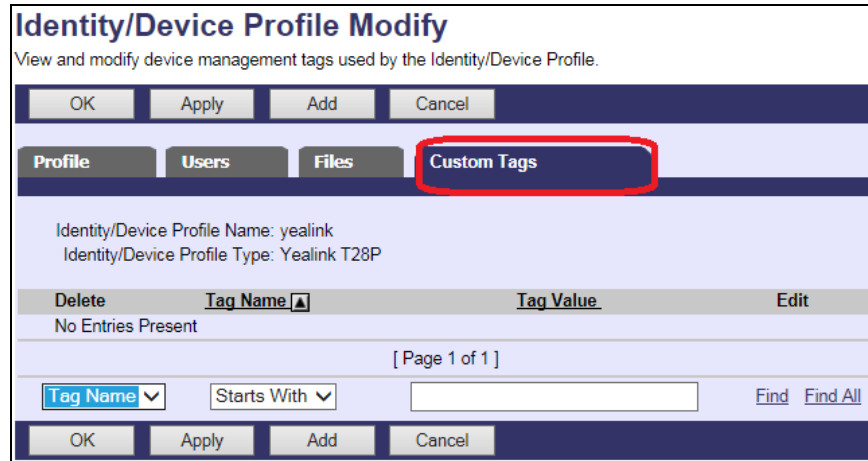 Identity/Device Profile Modify
View and modify device management tags used by the Identity/Device Profile.
OK Apply Add Cancel
Profile Users Files Custom Tags
Identity/Device Profile Name: yealink
Identity/Device Profile Type: Yealink T28P
Delete Tag Name Tag Value Edit
No Entries Present
[ Page 1 of 1 ]
Tag Name Starts With Find Find All
OK Apply Add Cancel